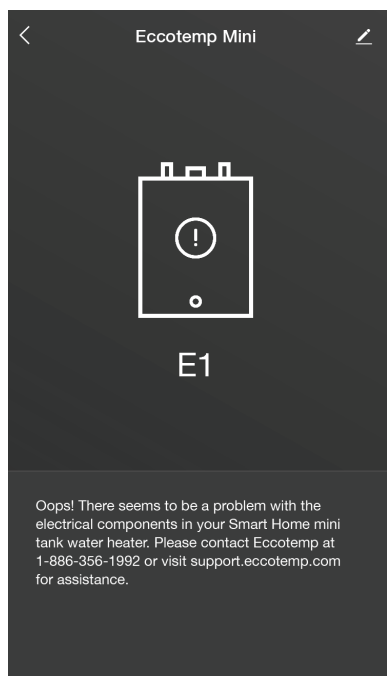 Eccotemp Mini
!
E1
Oops! There seems to be a problem with the
electrical components in your Smart Home mini
tank water heater. Please contact Eccotemp at
1-886-356-1992 or visit support.eccotemp.com
for assistance.